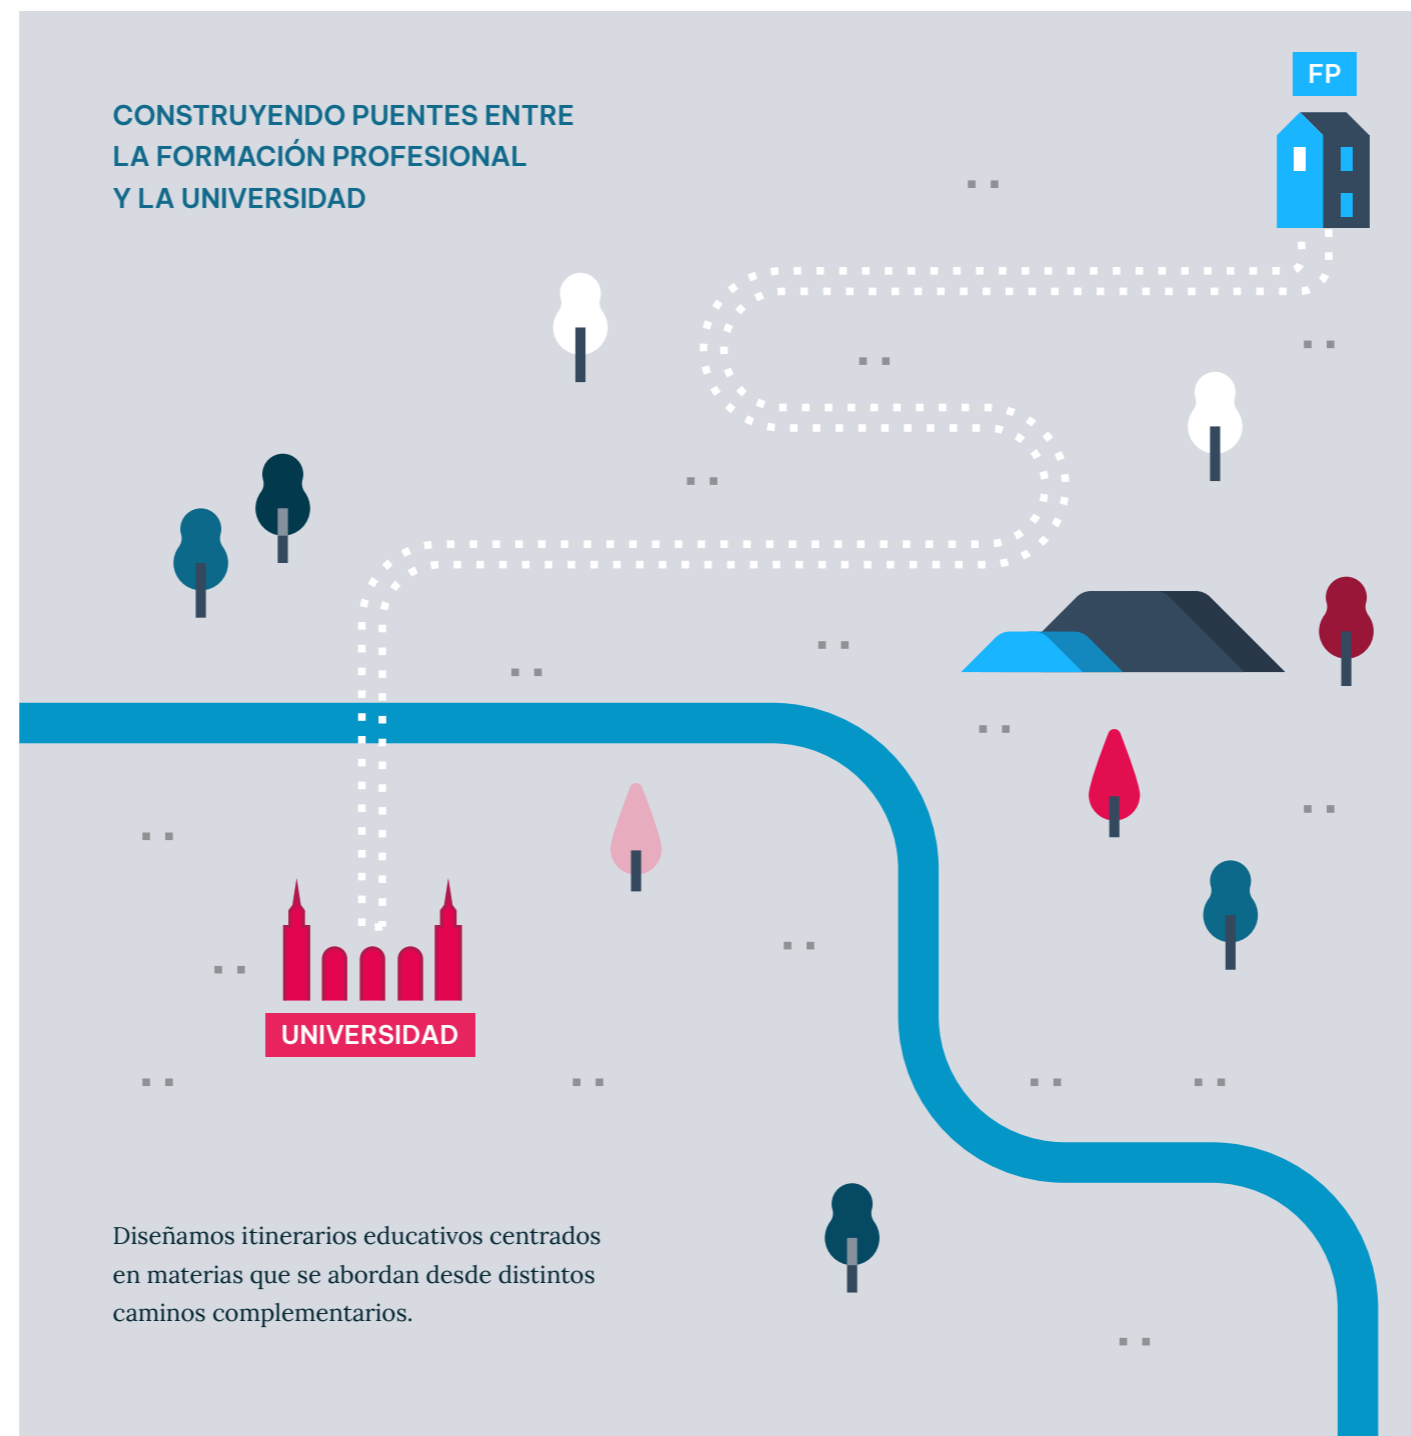 FP
CONSTRUYENDO PUENTES ENTRE
LA FORMACIÓN PROFESIONAL
Y LA UNIVERSIDAD
UNIVERSIDAD
Diseñamos itinerarios educativos centrados
en materias que se abordan desde distintos
caminos complementarios.